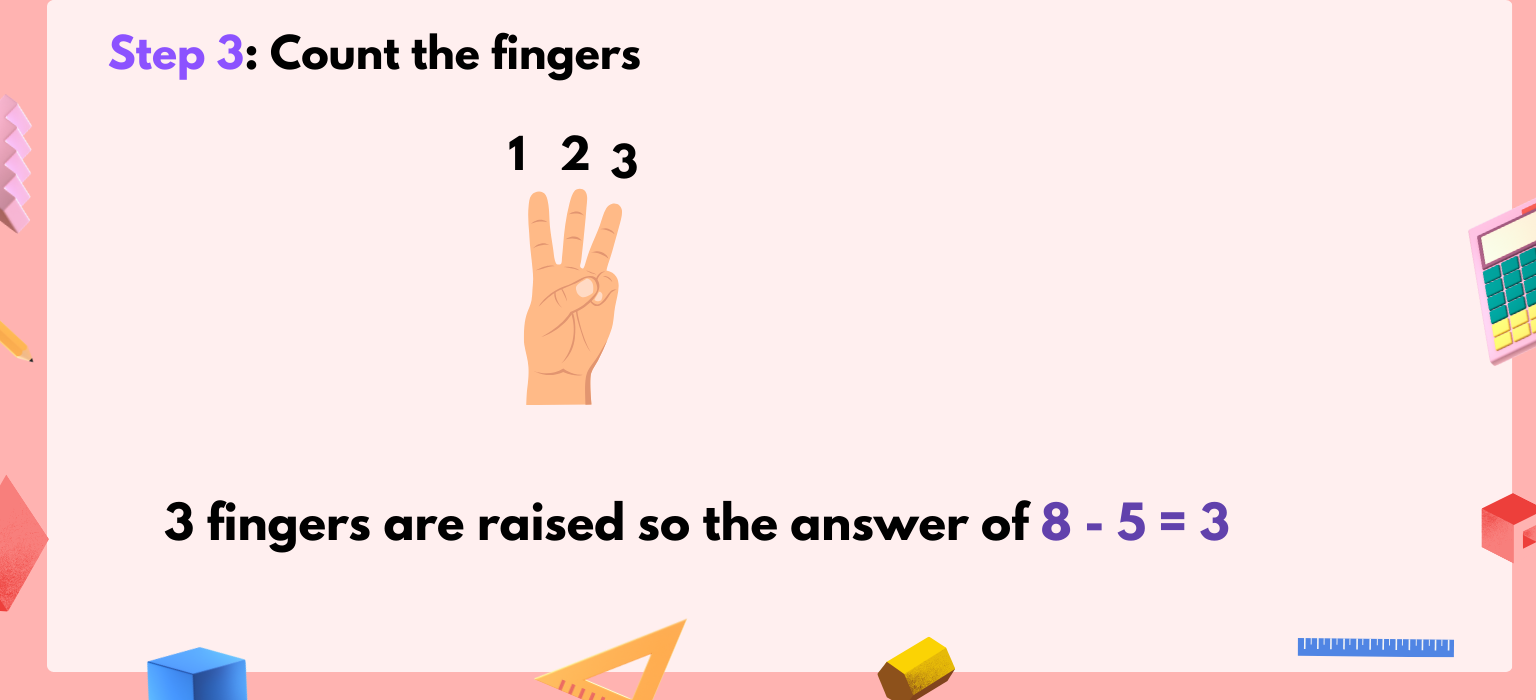 Step 3: Count the fingers
1 2 3
3 fingers are raised so the answer of 8 - 5 = 3